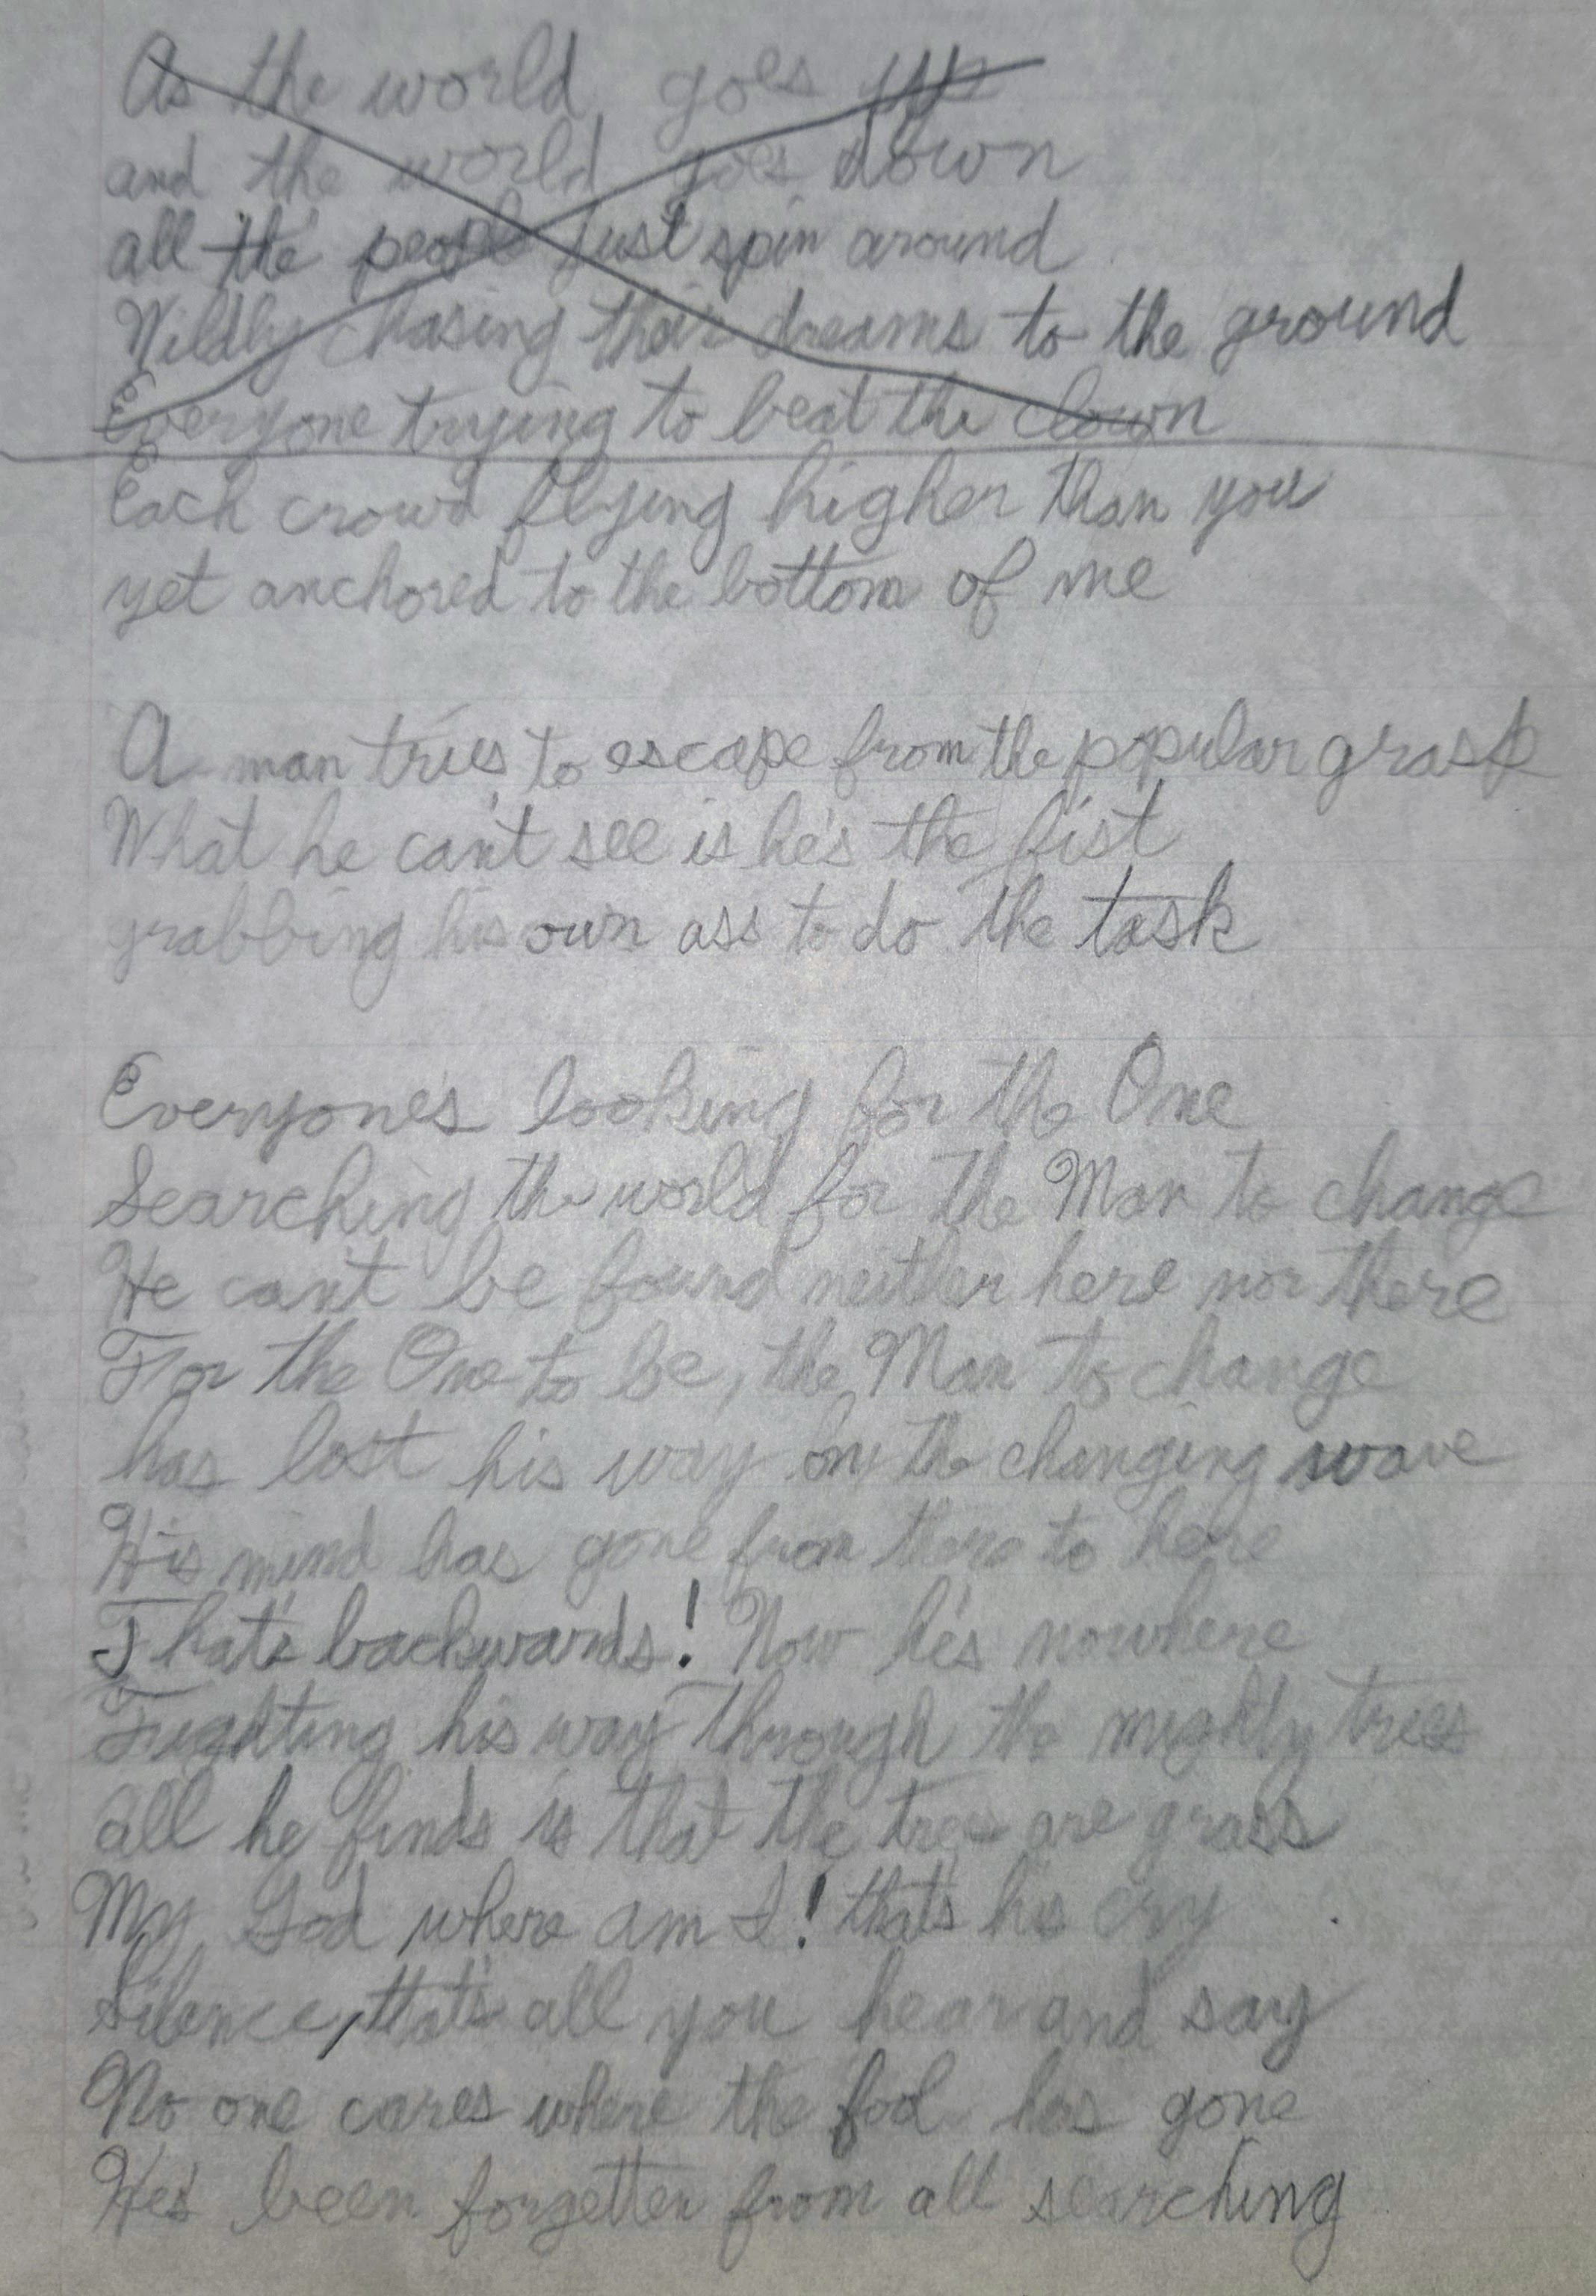 As the world goes up
and the world goes down
all the people just spin around
Wildly chasing their dreams to the ground
Everyone trying to beat the clown
Each crowd flying higher than you
yet anchored to the bottom of me
A man tries to escape from the popular grasp
What he can't see is he's the fist
grabbing his own ass to do the task
Everyone's looking for the One
Searching the world for the Man to change
He can't be found neither here nor there
For the One to be, the Man to change
has lost his way on the changing wave
His mind has gone from there to here
That's backwards! Now he's nowhere
Fighting his way through the mighty trees
all he finds is that the trees are grass
My God where am I! that's his cry
Silence, that's all you hear and say
No one cares where the fool has gone
He's been forgotten from all searching